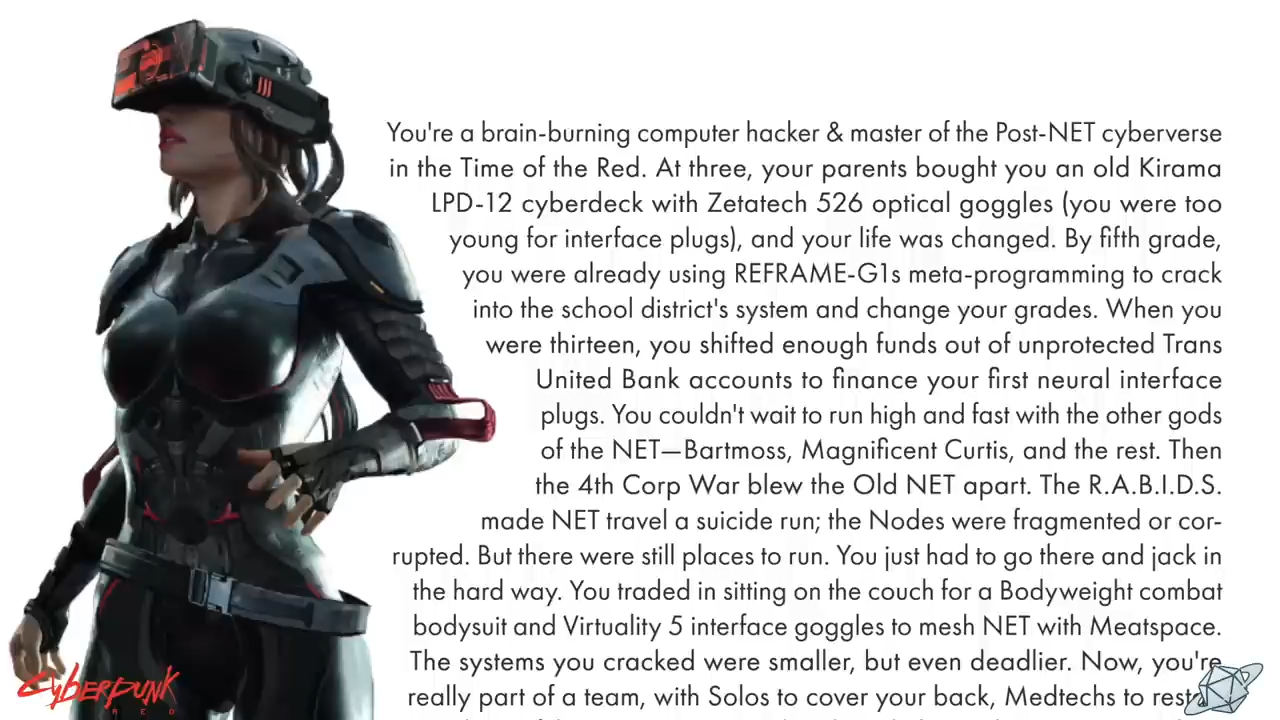 You're a brain-burning computer hacker & master of the Post-NET cyberverse
in the Time of the Red. At three, your parents bought you an old Kirama
LPD-12 cyberdeck with Zetatech 526 optical goggles (you were too
young for interface plugs), and your life was changed. By fifth grade,
you were already using REFRAME-G1s meta-programming to crack
into the school district's system and change your grades. When you
were thirteen, you shifted enough funds out of unprotected Trans
United Bank accounts to finance your first neural interface
plugs. You couldn't wait to run high and fast with the other gods
of the NET—Bartmoss, Magnificent Curtis, and the rest. Then
the 4th Corp War blew the Old NET apart. The R.A.B.I.D.S.
made NET travel a suicide run; the Nodes were fragmented or cor-
rupted. But there were still places to run. You just had to go there and jack in
the hard way. You traded in sitting on the couch for a Bodyweight combat
bodysuit and Virtuality 5 interface goggles to mesh NET with Meatspace.
The systems you cracked were smaller, but even deadlier. Now, you're
really part of a team, with Solos to cover your back, Medtechs to
CYBERPUNK
RED